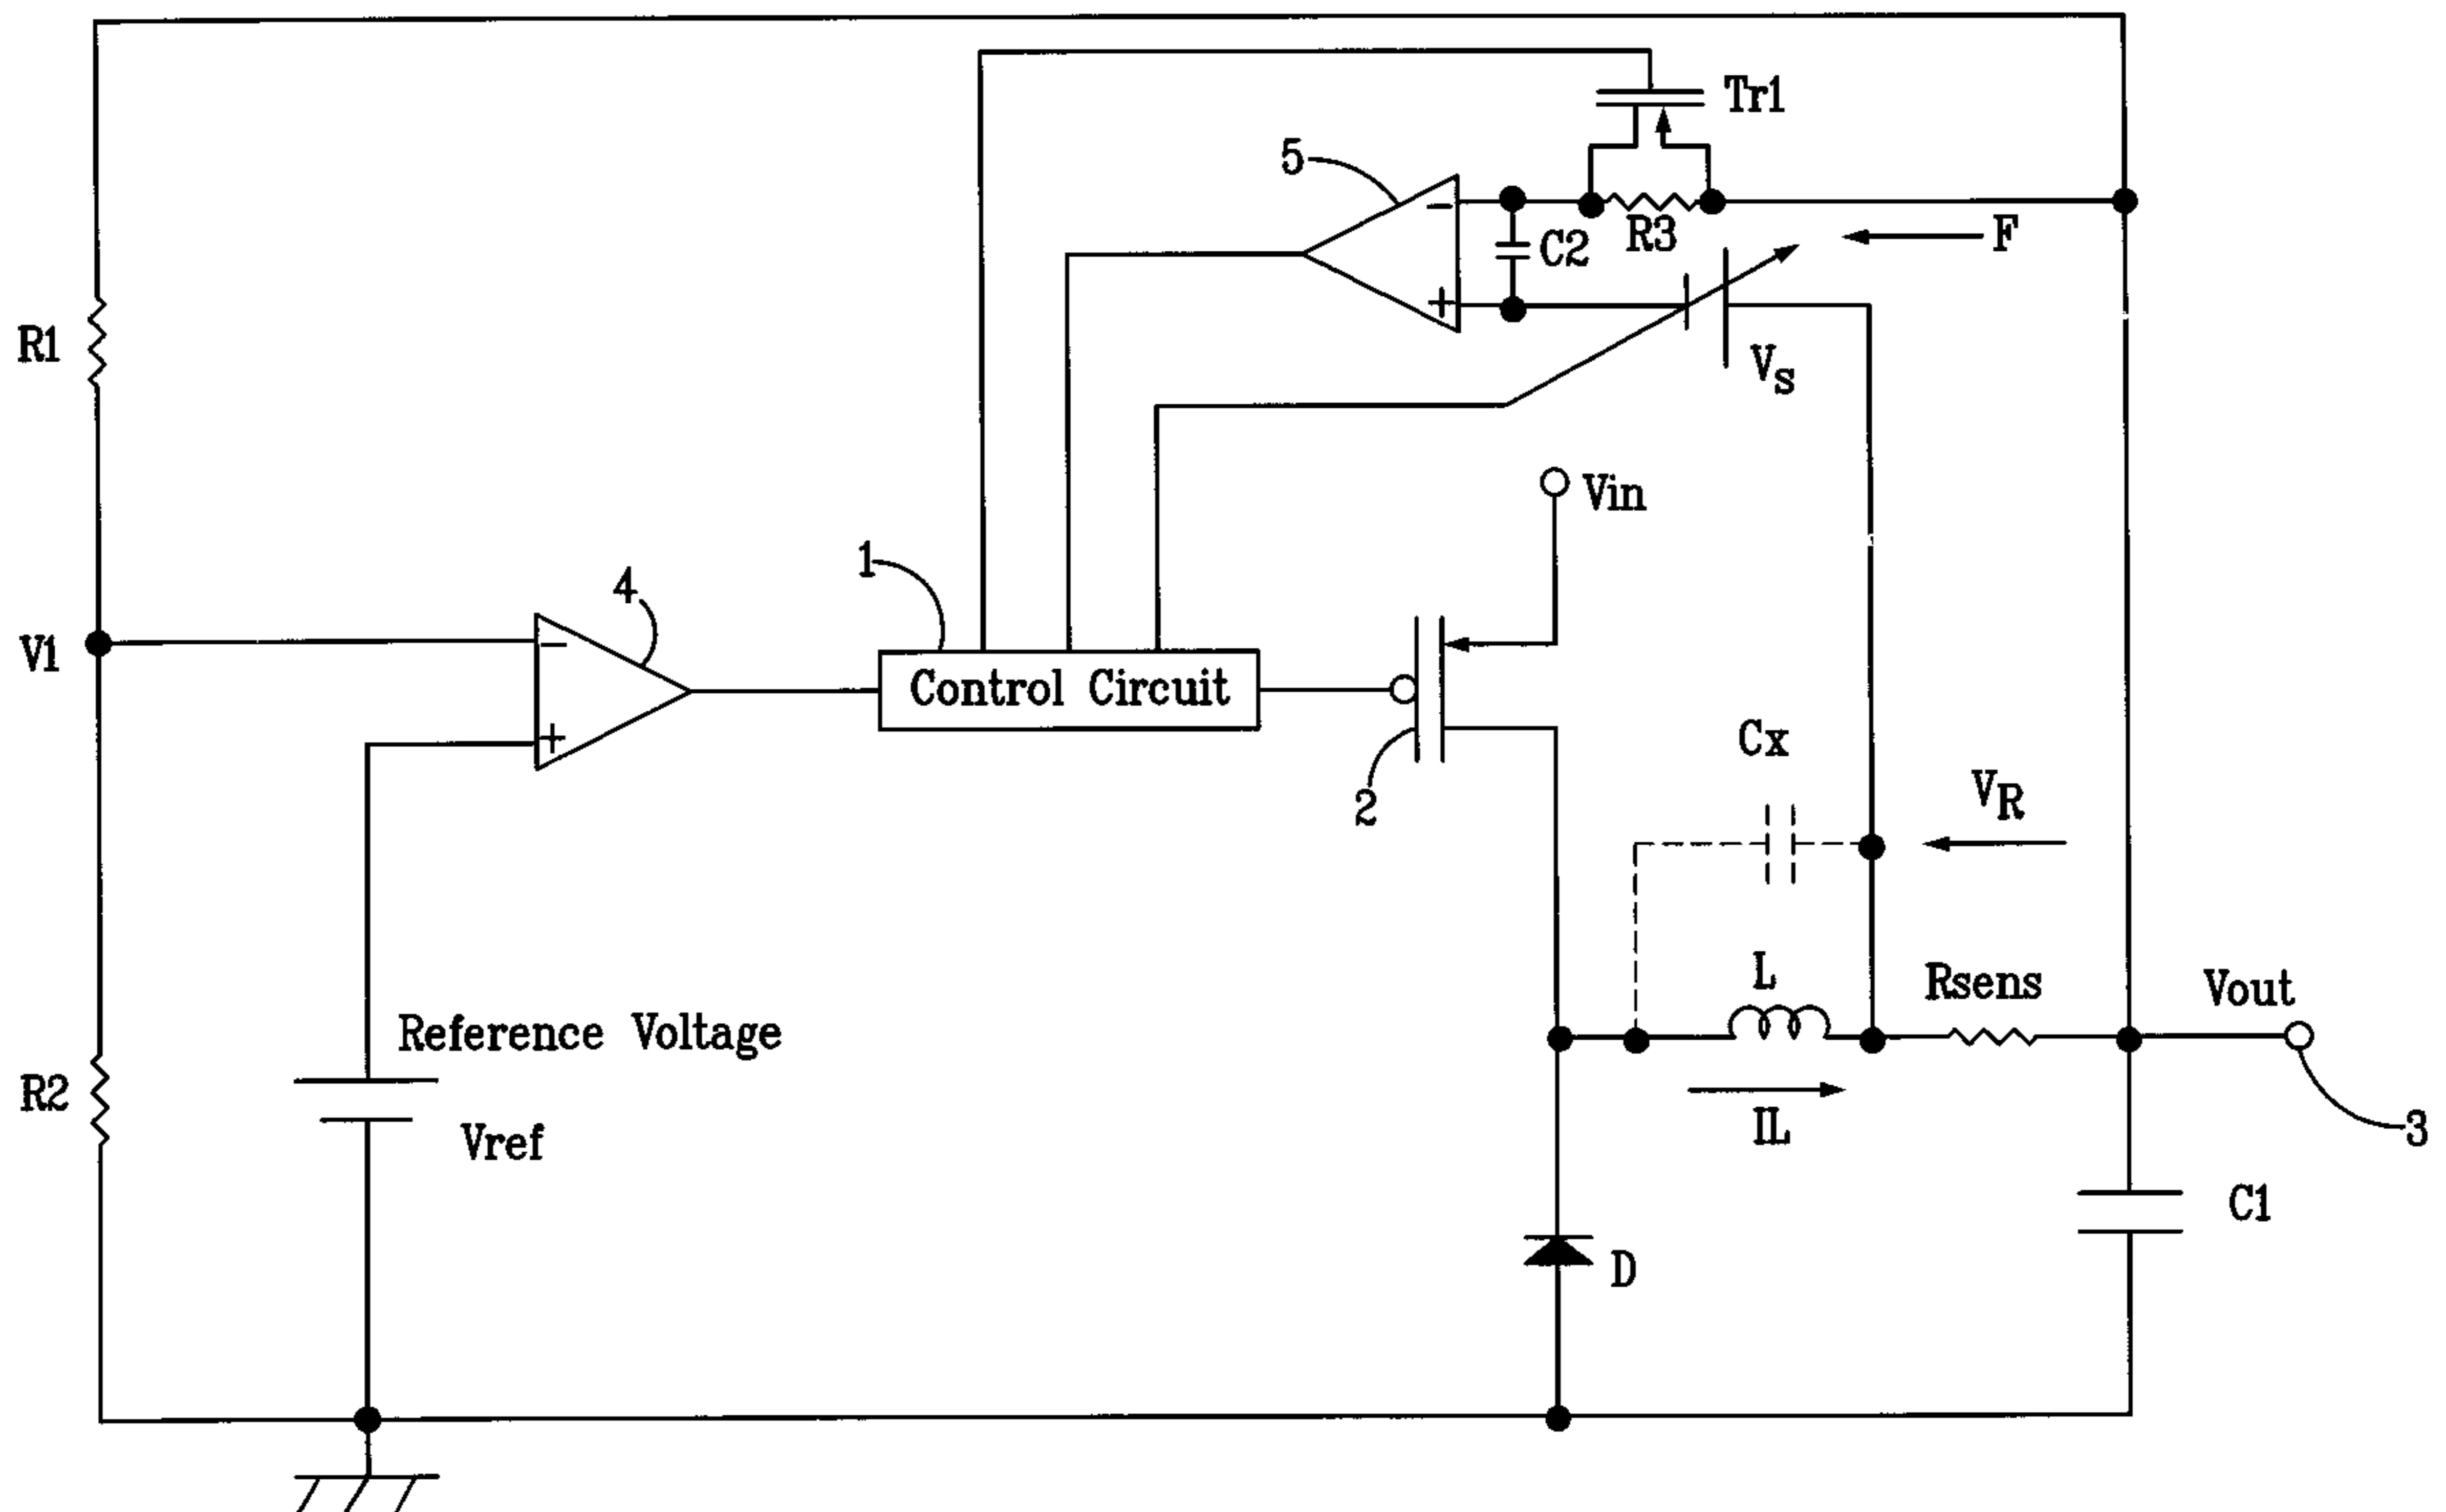 Tr1
5
−
R3
F
C2
+
R1
Vs
Vin
1
4
V1
−
Control Circuit
+
Cx
2
VR
L
Rsens
Vout
Reference Voltage
R2
Vref
IL
3
C1
D